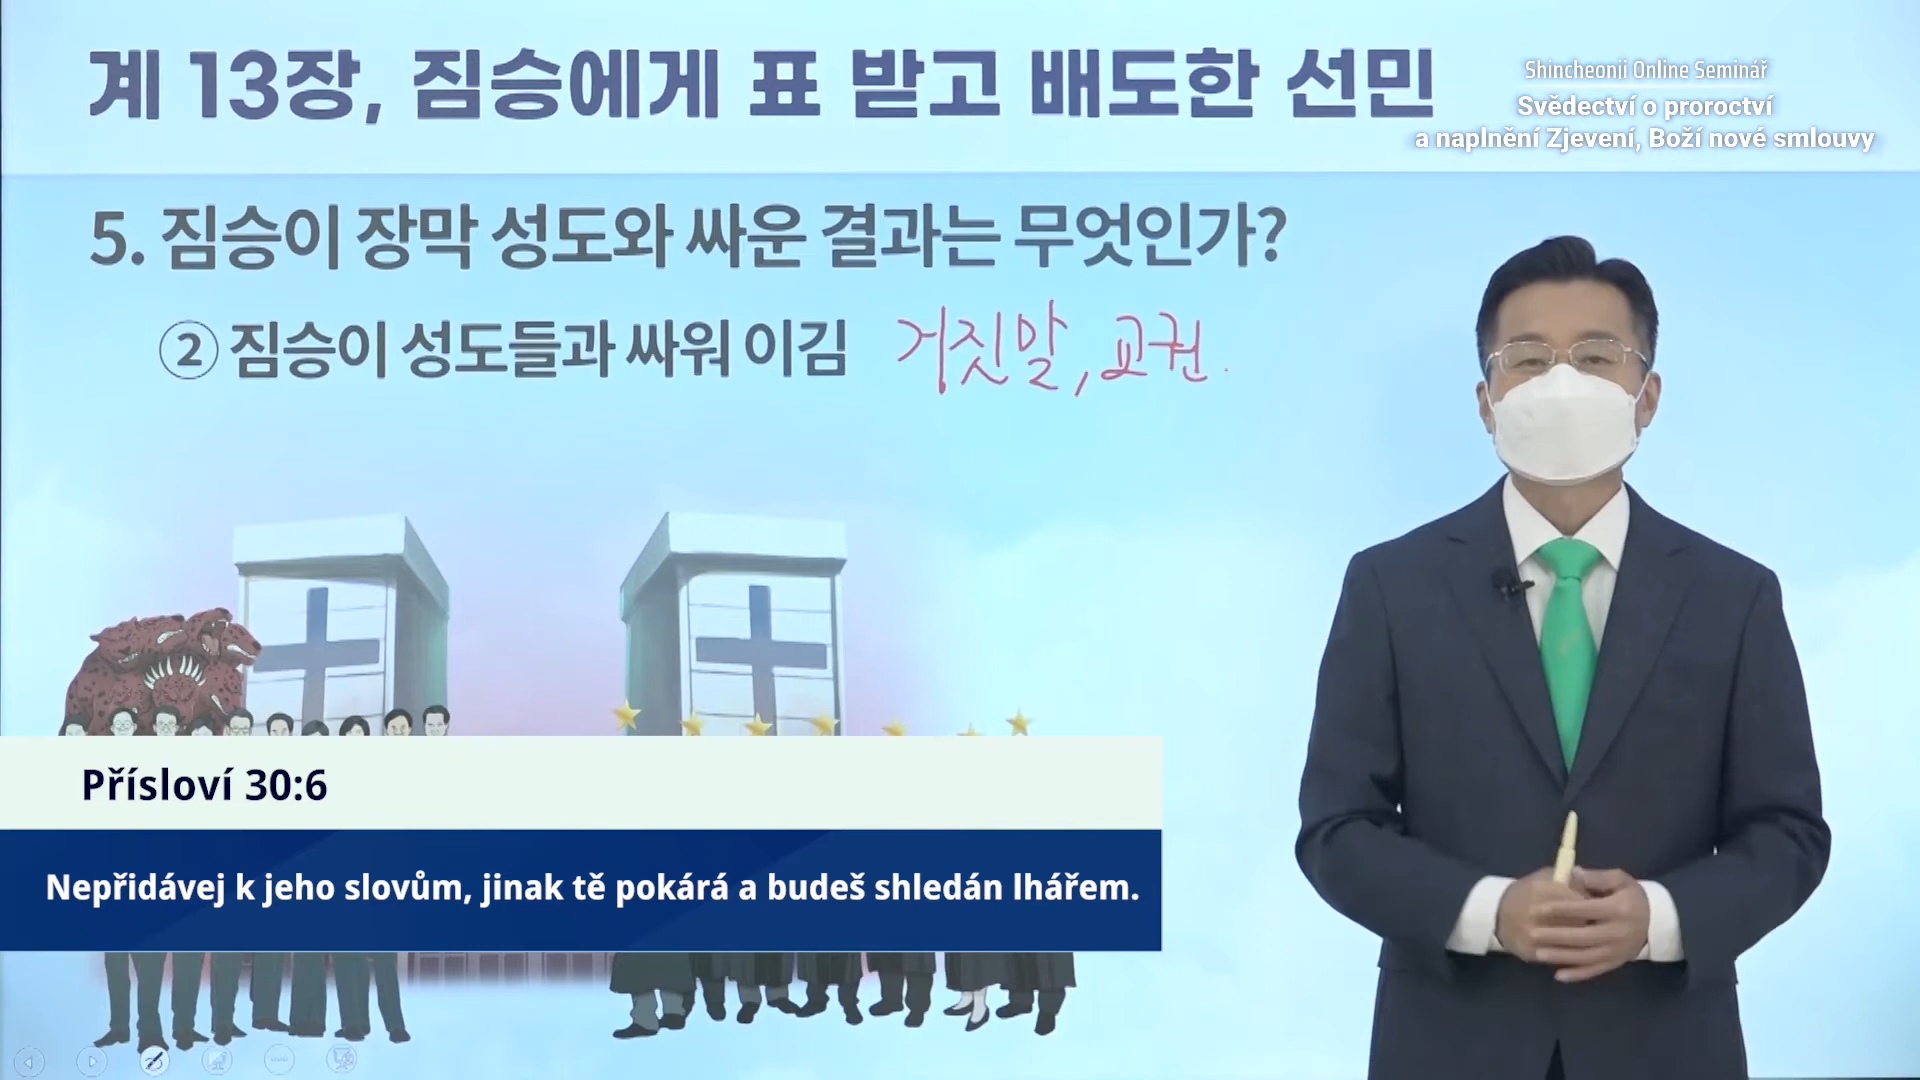 계 13장, 짐승에게 표 받고 배도한 선민
Shincheonji Online Seminář
Svědectví o proroctví
a naplnění Zjevení, Boží nové smlouvy
5. 짐승이 장막 성도와 싸운 결과는 무엇인가?
② 짐승이 성도들과 싸워 이김 거짓말, 교권.
Přísloví 30:6
Nepřidávej k jeho slovům, jinak tě pokárá a budeš shledán lhářem.